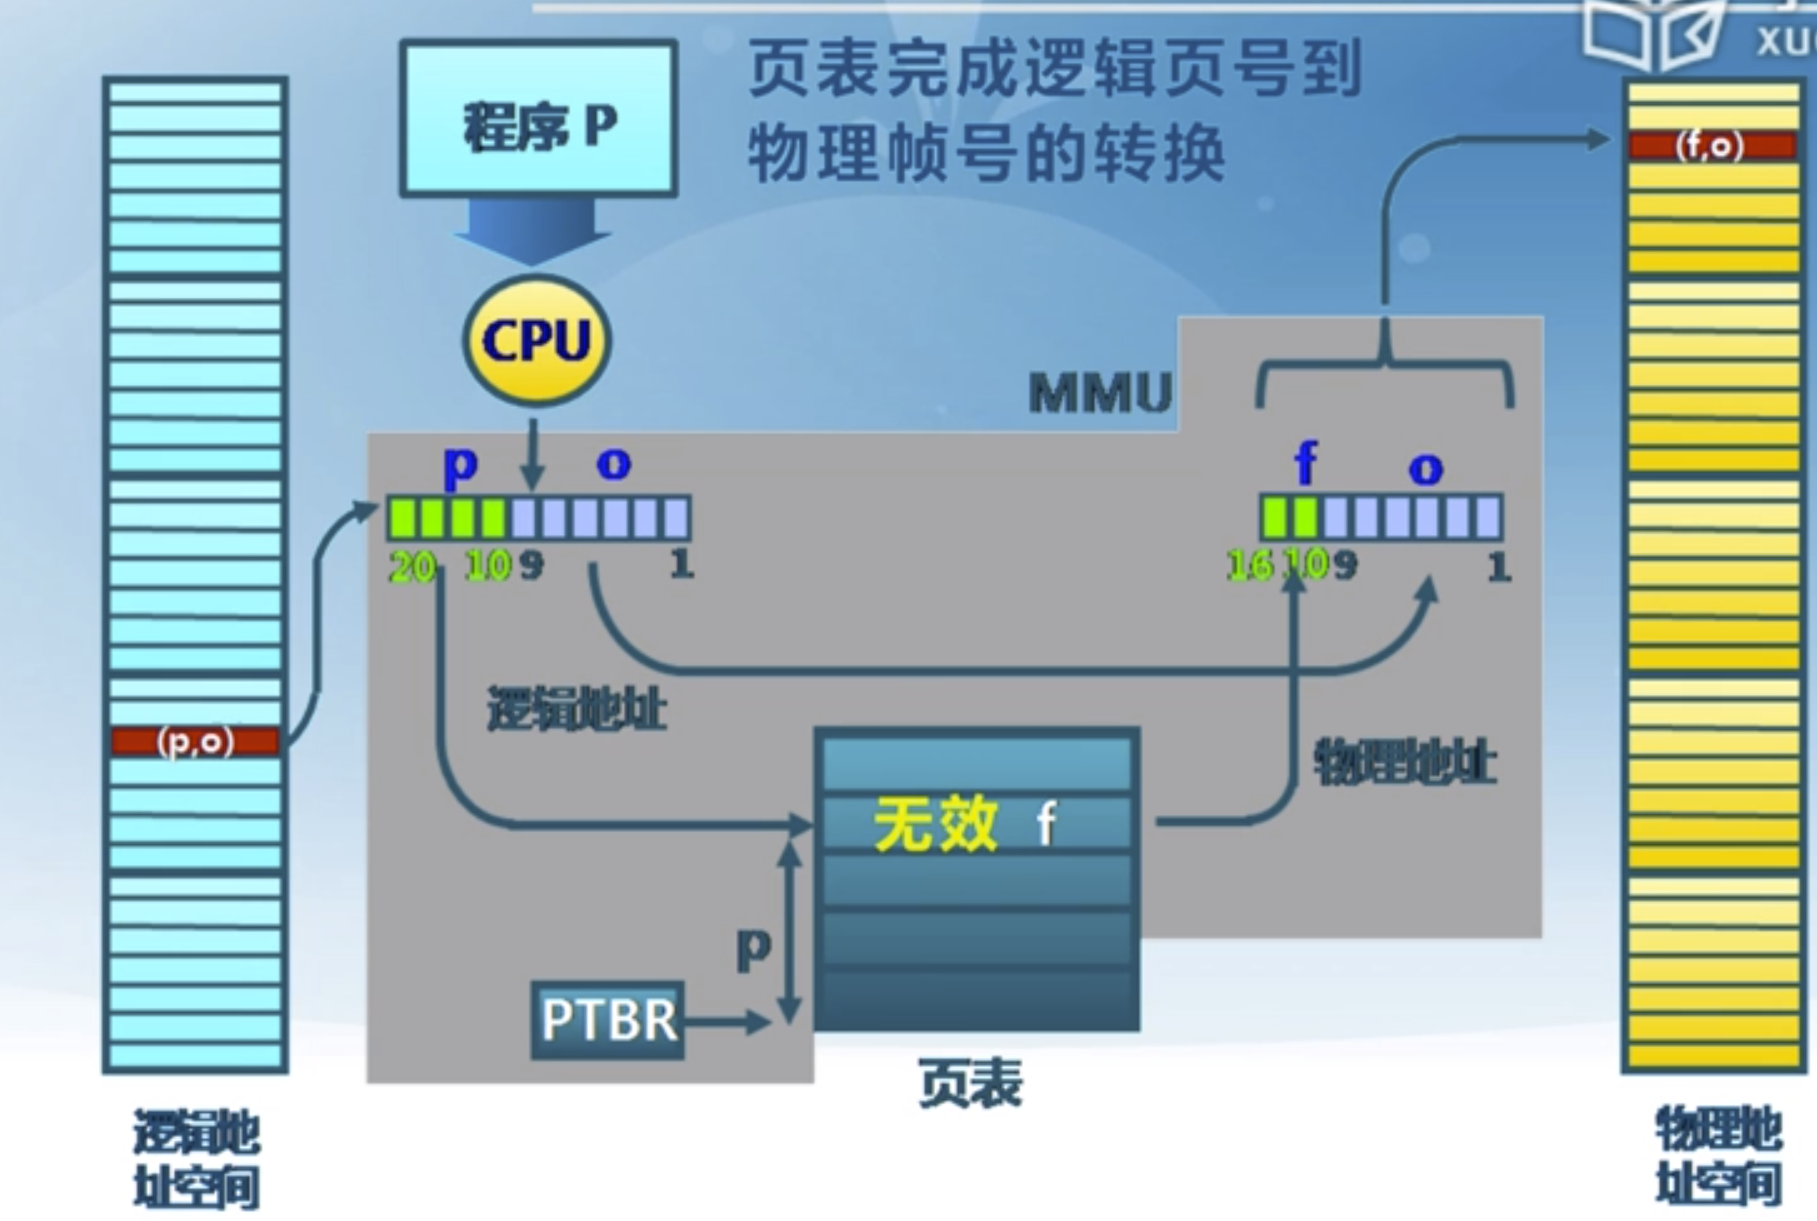 页表完成逻辑页号到
物理帧号的转换
程序 P
CPU
MMU
(f,o)
p o
20 10 9 1
f o
16 10 9 1
逻辑地址
(p,o)
物理地址
无效 f
p
PTBR
页表
逻辑地
址空间
物理地
址空间